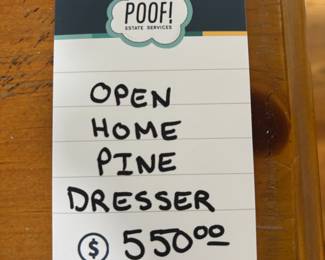 POOF!
ESTATE SERVICES
OPEN
HOME
PINE
DRESSER
$ 550⁰⁰